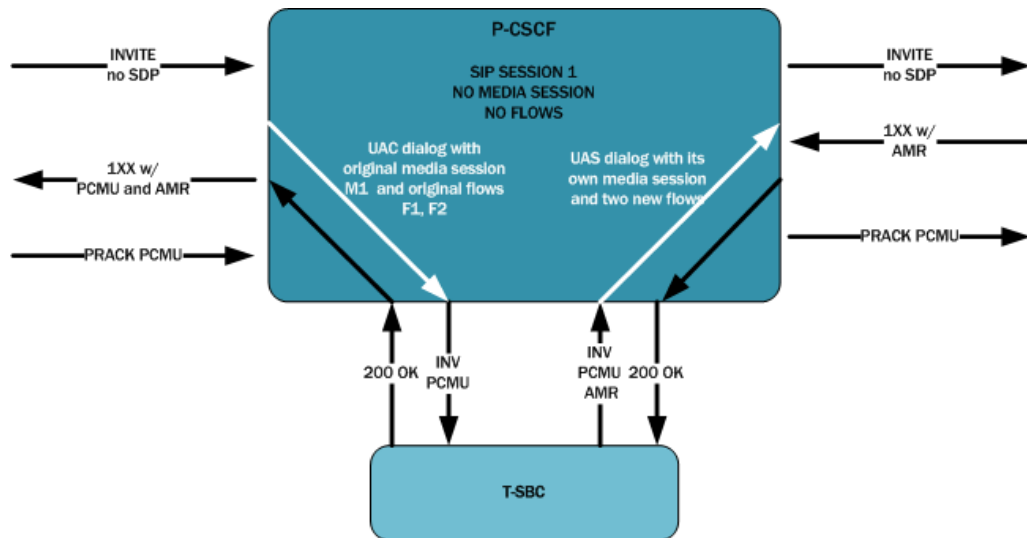 P-CSCF
INVITE
no SDP
SIP SESSION 1
NO MEDIA SESSION
NO FLOWS
INVITE
no SDP
UAC dialog with
original media session
M1 and original flows
F1, F2
UAS dialog with its
own media session
and two new flows
1XX w/
AMR
1XX w/
PCMU and AMR
PRACK PCMU
PRACK PCMU
200 OK
INV
PCMU
INV
PCMU
AMR
200 OK
T-SBC